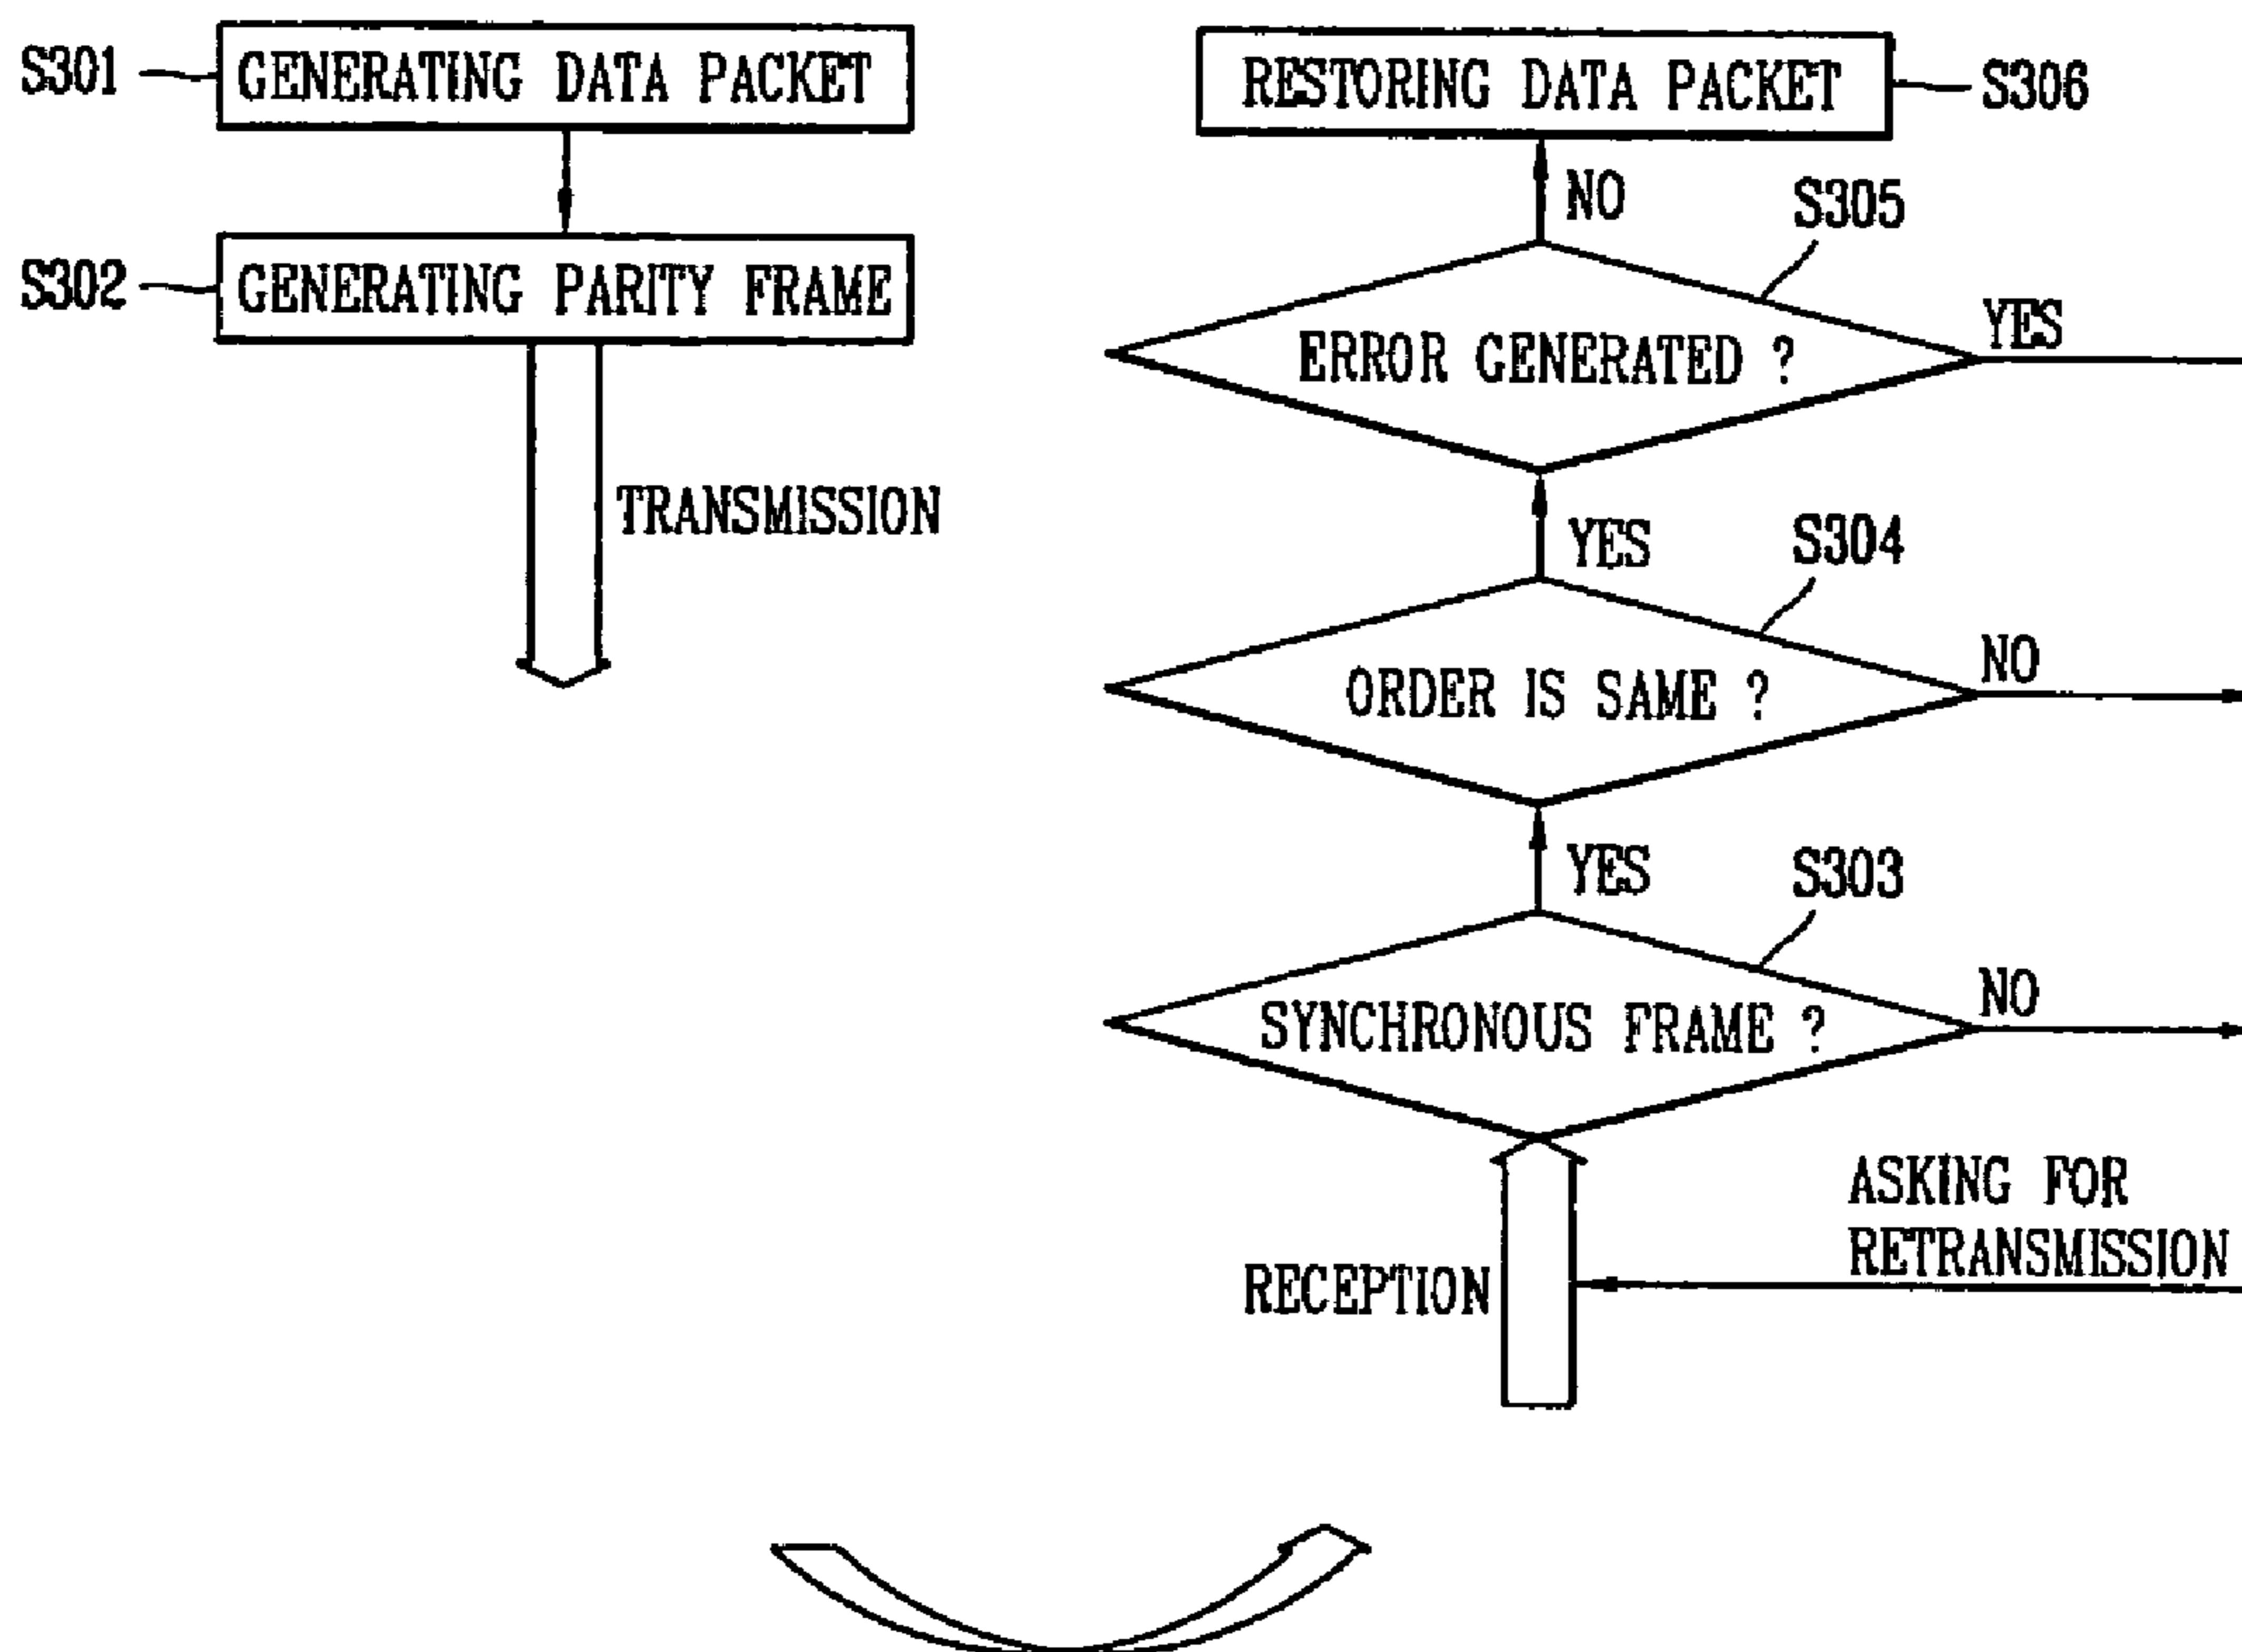 S301
GENERATING DATA PACKET
S302
GENERATING PARITY FRAME
TRANSMISSION
RESTORING DATA PACKET
S306
NO
S305
ERROR GENERATED ?
YES
YES
S304
ORDER IS SAME ?
NO
YES
S303
SYNCHRONOUS FRAME ?
NO
ASKING FOR
RETRANSMISSION
RECEPTION